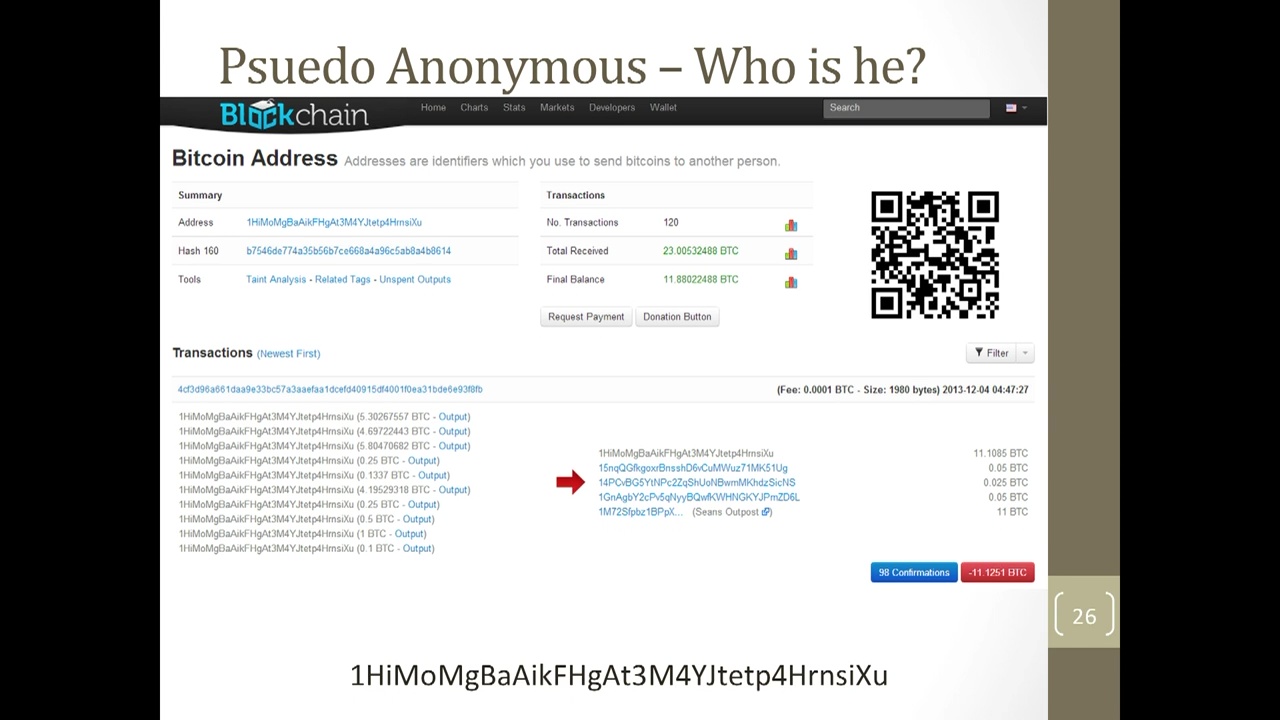 Psuedo Anonymous – Who is he?
Blockchain Home Charts Stats Markets Developers Wallet Search
Bitcoin Address Addresses are identifiers which you use to send bitcoins to another person.
Summary
Address 1HiMoMgBaAikFHgAt3M4YJtetp4HrnsiXu
Hash 160 b7546de774a35b56b7ce668a4a96c5ab8a4b8614
Tools Taint Analysis - Related Tags - Unspent Outputs
Transactions
No. Transactions 120
Total Received 23.00532488 BTC
Final Balance 11.88022488 BTC
Request Payment Donation Button
Transactions (Newest First) Filter
4cf3d96a661daa9e33bc57a3aaefaa1dcefd40915df4001f0ea31bde6e93f8fb (Fee: 0.0001 BTC - Size: 1980 bytes) 2013-12-04 04:47:27
1HiMoMgBaAikFHgAt3M4YJtetp4HrnsiXu (5.30267557 BTC - Output)
1HiMoMgBaAikFHgAt3M4YJtetp4HrnsiXu (4.69722443 BTC - Output)
1HiMoMgBaAikFHgAt3M4YJtetp4HrnsiXu (5.80470682 BTC - Output)
1HiMoMgBaAikFHgAt3M4YJtetp4HrnsiXu (0.25 BTC - Output)
1HiMoMgBaAikFHgAt3M4YJtetp4HrnsiXu (0.1337 BTC - Output)
1HiMoMgBaAikFHgAt3M4YJtetp4HrnsiXu (4.19529318 BTC - Output)
1HiMoMgBaAikFHgAt3M4YJtetp4HrnsiXu (0.25 BTC - Output)
1HiMoMgBaAikFHgAt3M4YJtetp4HrnsiXu (0.5 BTC - Output)
1HiMoMgBaAikFHgAt3M4YJtetp4HrnsiXu (1 BTC - Output)
1HiMoMgBaAikFHgAt3M4YJtetp4HrnsiXu (0.1 BTC - Output)
1HiMoMgBaAikFHgAt3M4YJtetp4HrnsiXu 11.1085 BTC
15nqQGfkgoxrBnsshD6vCuMWuz71MK51Ug 0.05 BTC
14PCvBG5YtNPc2ZqShUoNBwmMKhdzSicNS 0.025 BTC
1GnAgbY2cPv5qNyyBQwfKWHNGKYJPmZD6L 0.05 BTC
1M72Sfpbz1BPpX... (Seans Outpost) 11 BTC
98 Confirmations -11.1251 BTC
26
1HiMoMgBaAikFHgAt3M4YJtetp4HrnsiXu